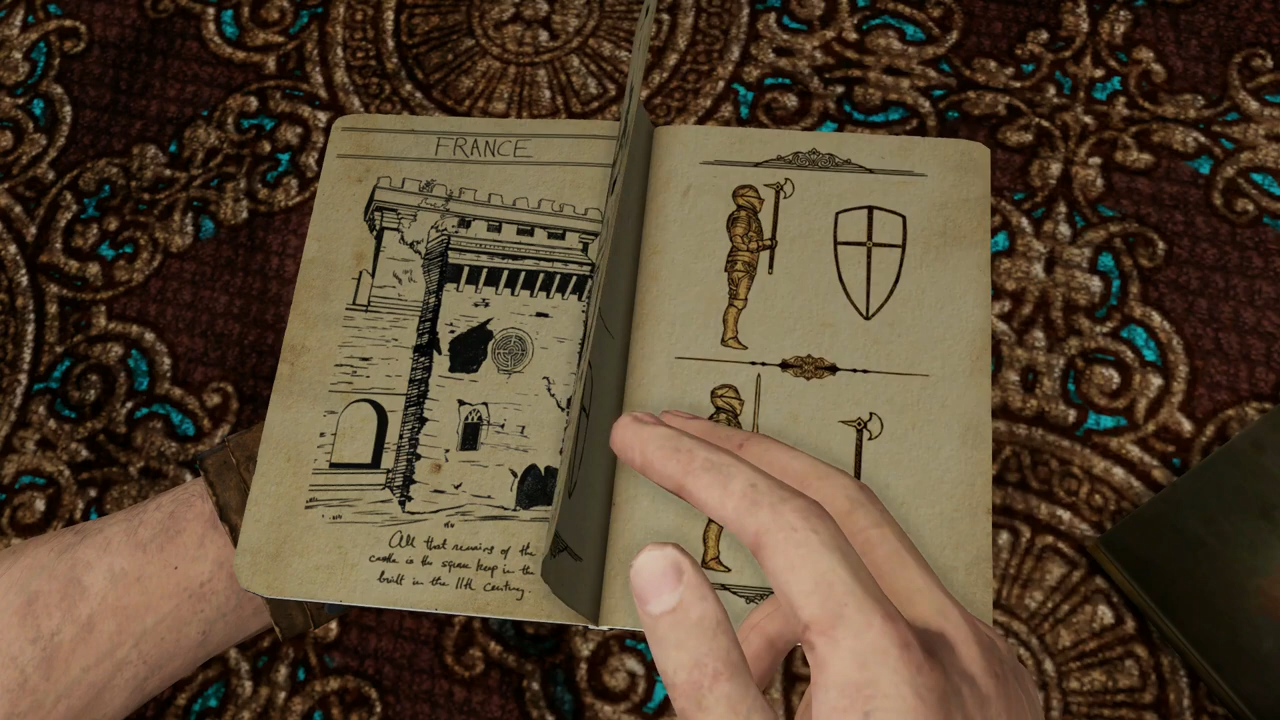 FRANCE
All that remains of the
castle is the square keep in the
built in the 11th century.